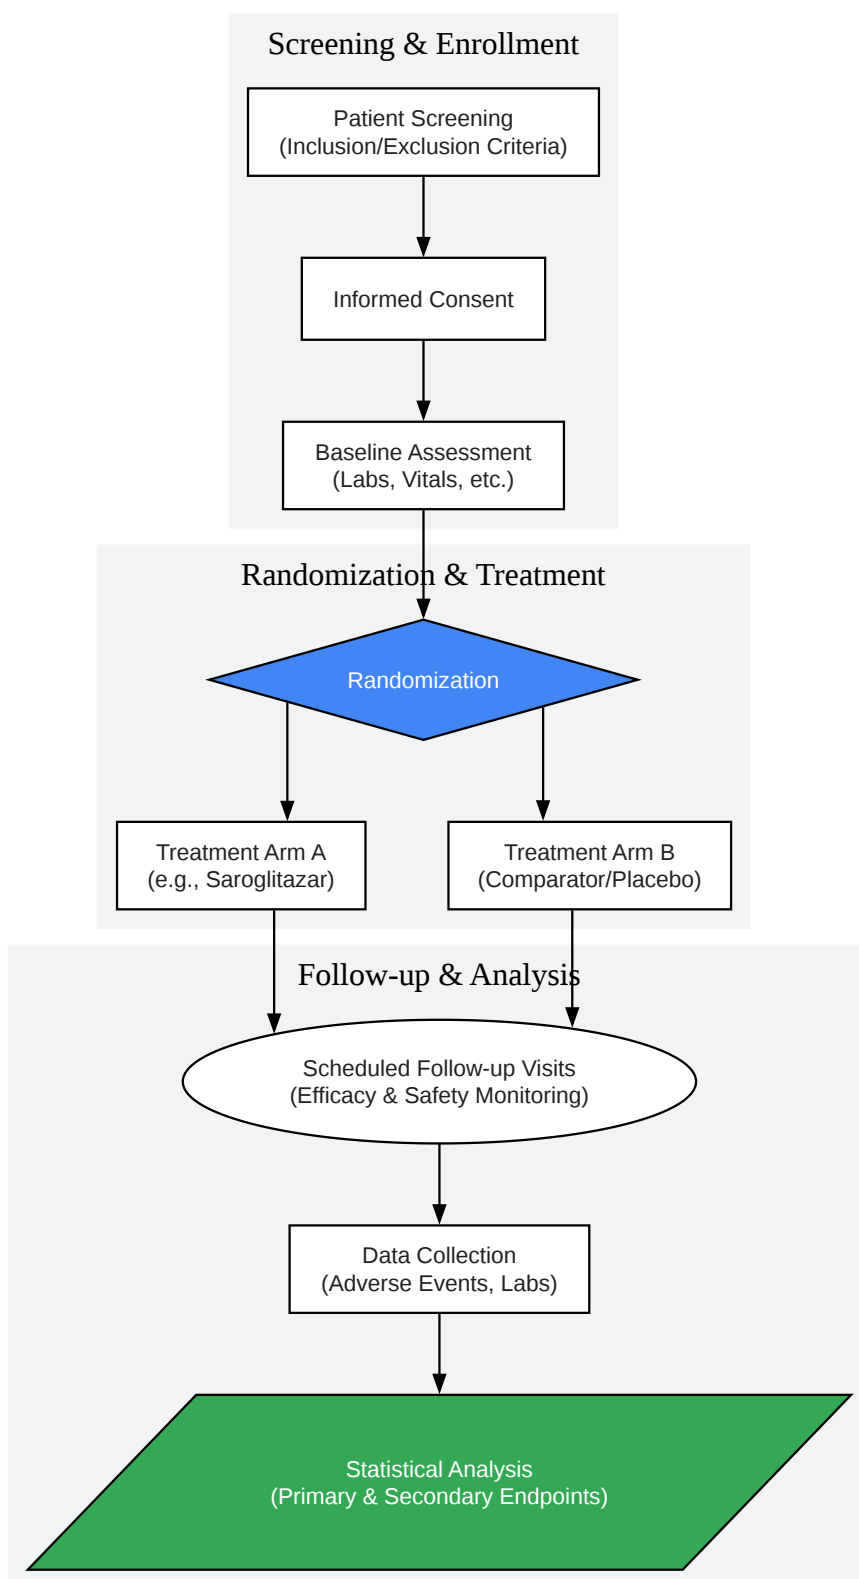 Screening & Enrollment
Patient Screening
(Inclusion/Exclusion Criteria)
Informed Consent
Baseline Assessment
(Labs, Vitals, etc.)
Randomization & Treatment
Randomization
Treatment Arm A
(e.g., Saroglitazar)
Treatment Arm B
(Comparator/Placebo)
Follow-up & Analysis
Scheduled Follow-up Visits
(Efficacy & Safety Monitoring)
Data Collection
(Adverse Events, Labs)
Statistical Analysis
(Primary & Secondary Endpoints)